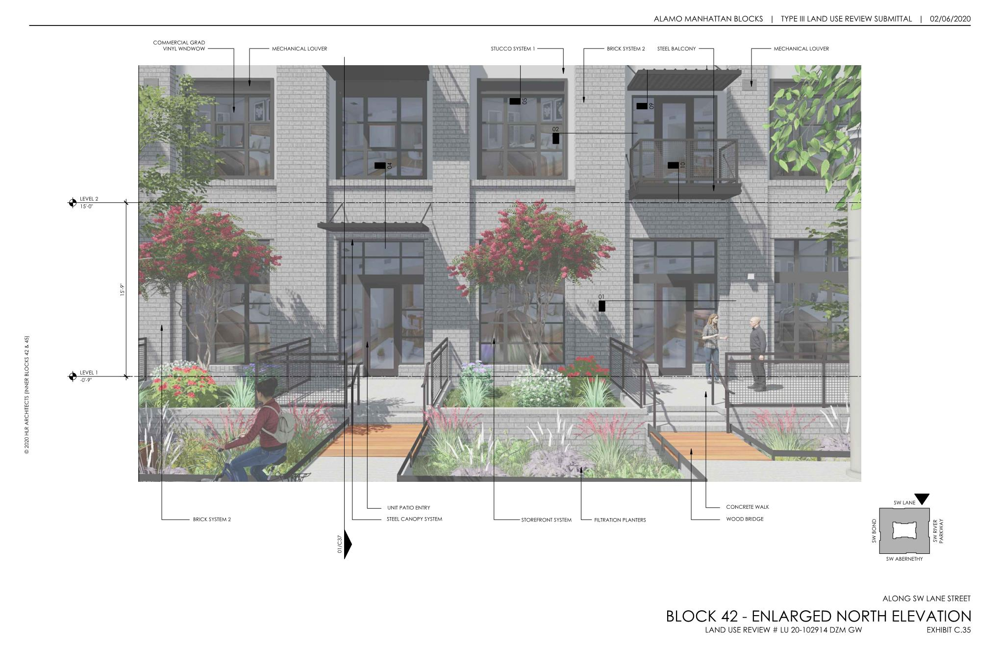 ALAMO MANHATTAN BLOCKS | TYPE III LAND USE REVIEW SUBMITTAL | 02/06/2020
COMMERCIAL GRAD
VINYL WNDWOW
MECHANICAL LOUVER
STUCCO SYSTEM 1
BRICK SYSTEM 2
STEEL BALCONY
MECHANICAL LOUVER
05
09
02
04
10
LEVEL 2
15'-0"
15'-9"
01
LEVEL 1
-0'-9"
© 2020 HLR ARCHITECTS (INNER BLOCKS 42 & 45)
UNIT PATIO ENTRY
BRICK SYSTEM 2
STEEL CANOPY SYSTEM
STOREFRONT SYSTEM
FILTRATION PLANTERS
CONCRETE WALK
WOOD BRIDGE
01/C37
SW LANE
SW BOND
SW RIVER
PARKWAY
SW ABERNETHY
ALONG SW LANE STREET
BLOCK 42 - ENLARGED NORTH ELEVATION
LAND USE REVIEW # LU 20-102914 DZM GW
EXHIBIT C.35